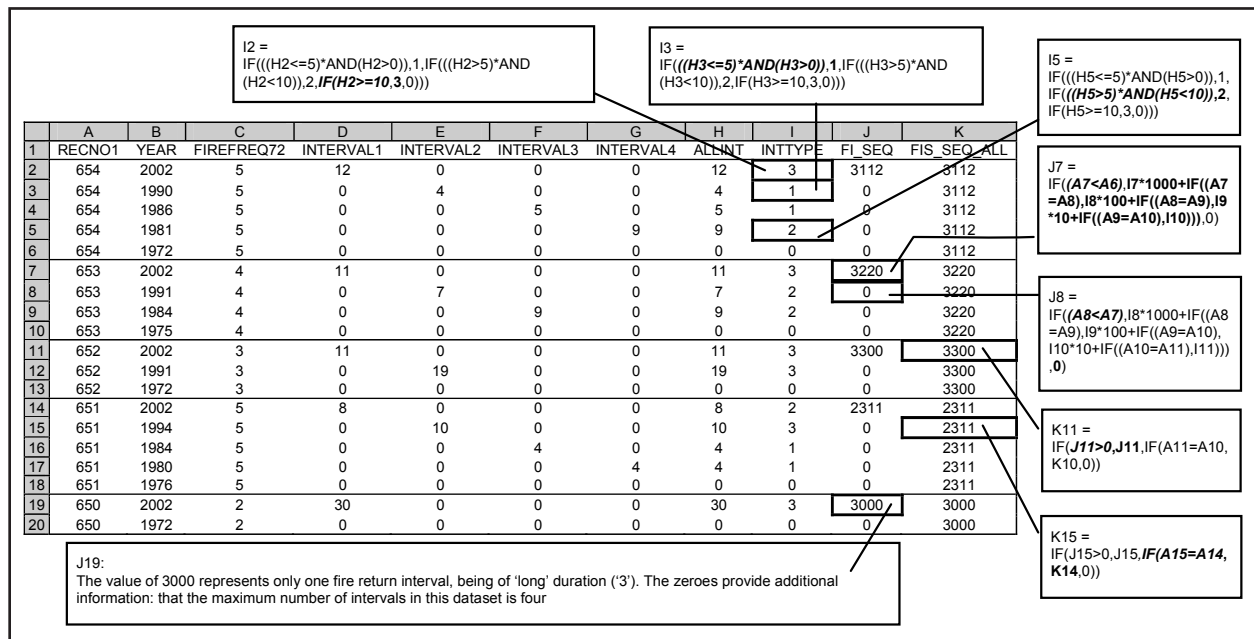 I2 =
IF(((H2<=5)*AND(H2>0)),1,IF(((H2>5)*AND
(H2<10)),2,IF(H2>=10,3,0)))
I3 =
IF(((H3<=5)*AND(H3>0)),1,IF(((H3>5)*AND
(H3<10)),2,IF(H3>=10,3,0)))
I5 =
IF(((H5<=5)*AND(H5>0)),1,
IF(((H5>5)*AND(H5<10)),2,
IF(H5>=10,3,0)))
A B C D E F G H I J K
1 RECNO1 YEAR FIREFREQ72 INTERVAL1 INTERVAL2 INTERVAL3 INTERVAL4 ALLINT INTTYPE FI_SEQ FIS_SEQ_ALL
2 654 2002 5 12 0 0 0 12 3 3112 3112
3 654 1990 5 0 4 0 0 4 1 0 3112
4 654 1986 5 0 0 5 0 5 1 0 3112
5 654 1981 5 0 0 0 9 9 2 0 3112
6 654 1972 5 0 0 0 0 0 0 0 3112
7 653 2002 4 11 0 0 0 11 3 3220 3220
8 653 1991 4 0 7 0 0 7 2 0 3220
9 653 1984 4 0 0 9 0 9 2 0 3220
10 653 1975 4 0 0 0 0 0 0 0 3220
11 652 2002 3 11 0 0 0 11 3 3300 3300
12 652 1991 3 0 19 0 0 19 3 0 3300
13 652 1972 3 0 0 0 0 0 0 0 3300
14 651 2002 5 8 0 0 0 8 2 2311 2311
15 651 1994 5 0 10 0 0 10 3 0 2311
16 651 1984 5 0 0 4 0 4 1 0 2311
17 651 1980 5 0 0 0 4 4 1 0 2311
18 651 1976 5 0 0 0 0 0 0 0 2311
19 650 2002 2 30 0 0 0 30 3 3000 3000
20 650 1972 2 0 0 0 0 0 0 0 3000
J7 =
IF((A7<A6),I7*1000+IF((A7
=A8),I8*100+IF((A8=A9),I9
*10+IF((A9=A10),I10))),0)
J8 =
IF((A8<A7),I8*1000+IF((A8
=A9),I9*100+IF((A9=A10),
I10*10+IF((A10=A11),I11)))
,0)
K11 =
IF(J11>0,J11,IF(A11=A10,
K10,0))
K15 =
IF(J15>0,J15,IF(A15=A14,
K14,0))
J19:
The value of 3000 represents only one fire return interval, being of ‘long’ duration (‘3’). The zeroes provide additional
information: that the maximum number of intervals in this dataset is four